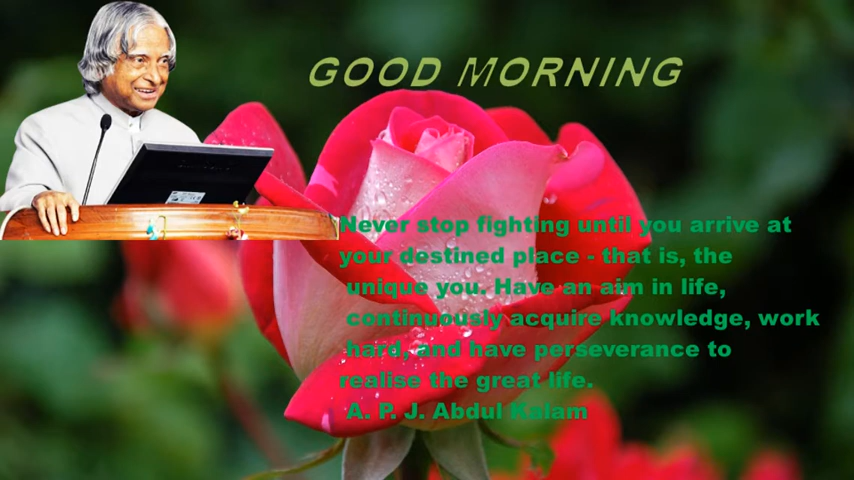 GOOD MORNING
Never stop fighting until you arrive at
your destined place - that is, the
unique you. Have an aim in life,
continuously acquire knowledge, work
hard, and have perseverance to
realise the great life.
A. P. J. Abdul Kalam